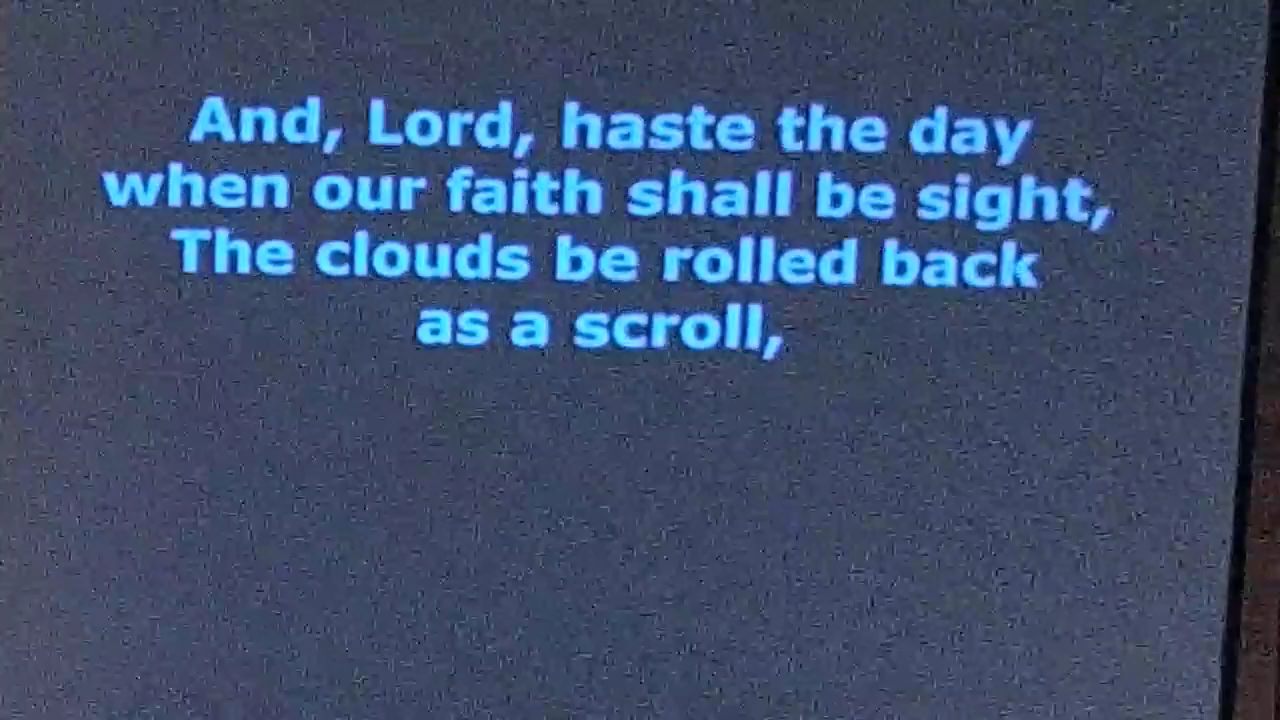 And, Lord, haste the day
when our faith shall be sight,
The clouds be rolled back
as a scroll,